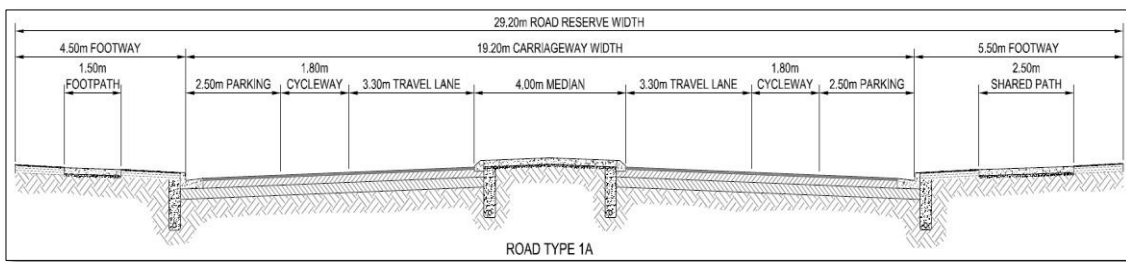 29.20m ROAD RESERVE WIDTH
4.50m FOOTWAY
19.20m CARRIAGEWAY WIDTH
5.50m FOOTWAY
1.50m
FOOTPATH
2.50m PARKING
1.80m
CYCLEWAY
3.30m TRAVEL LANE
4.00m MEDIAN
3.30m TRAVEL LANE
1.80m
CYCLEWAY
2.50m PARKING
2.50m
SHARED PATH
ROAD TYPE 1A